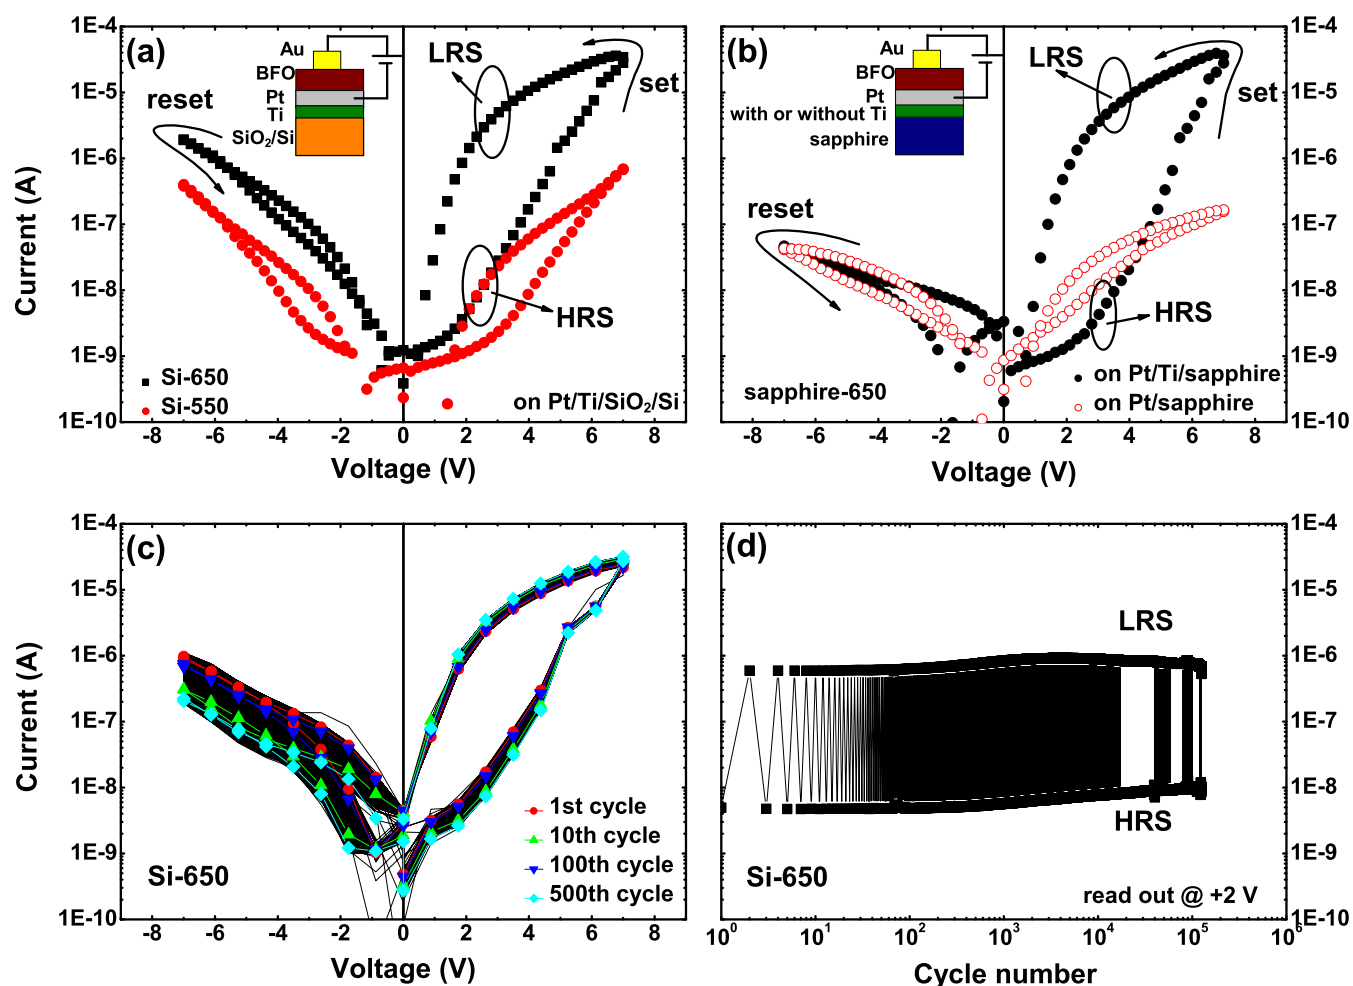 (a)
1E-4
1E-5
1E-6
1E-7
1E-8
1E-9
1E-10
Current (A)
Au
BFO
Pt
Ti
SiO2/Si
LRS
set
reset
HRS
Si-650
Si-550
on Pt/Ti/SiO2/Si
-8 -6 -4 -2 0 2 4 6 8
Voltage (V)
(b)
Au
BFO
Pt
with or without Ti
sapphire
LRS
set
reset
HRS
sapphire-650
on Pt/Ti/sapphire
on Pt/sapphire
1E-4
1E-5
1E-6
1E-7
1E-8
1E-9
1E-10
-8 -6 -4 -2 0 2 4 6 8
Voltage (V)
(c)
1E-4
1E-5
1E-6
1E-7
1E-8
1E-9
1E-10
Current (A)
1st cycle
10th cycle
100th cycle
500th cycle
Si-650
-8 -6 -4 -2 0 2 4 6 8
Voltage (V)
(d)
LRS
HRS
Si-650
read out @ +2 V
1E-4
1E-5
1E-6
1E-7
1E-8
1E-9
1E-10
10^0 10^1 10^2 10^3 10^4 10^5 10^6
Cycle number